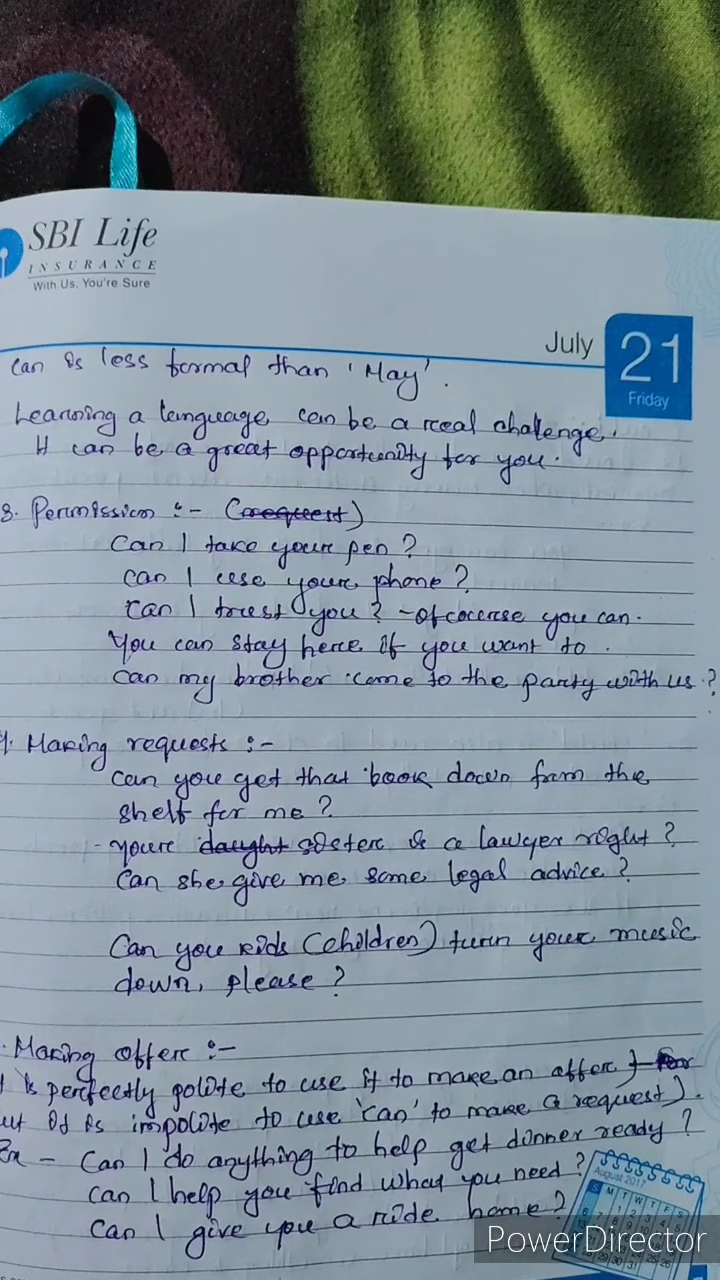 SBI Life
INSURANCE
With Us, You're Sure
July 21
Friday
Can is less formal than 'May'.
Learning a language can be a real challenge.
It can be a great opportunity for you.
3. Permission :- (request)
Can I take your pen ?
can I use your phone ?
Can I trust you ? - of course you can.
You can stay here if you want to.
Can my brother come to the party with us ?
Making requests :-
Can you get that book down from the
shelf for me ?
- your daught sister is a lawyer right ?
Can she give me some legal advice ?
Can you kids (children) turn your music
down, please ?
Making offer :-
is perfectly polite to use it to make an offer) for
it is impolite to use 'can' to make a request).
Ex - Can I do anything to help get dinner ready ?
Can I help you find what you need ?
Can I give you a ride home ?
August 2017
S M T W T F S
PowerDirector